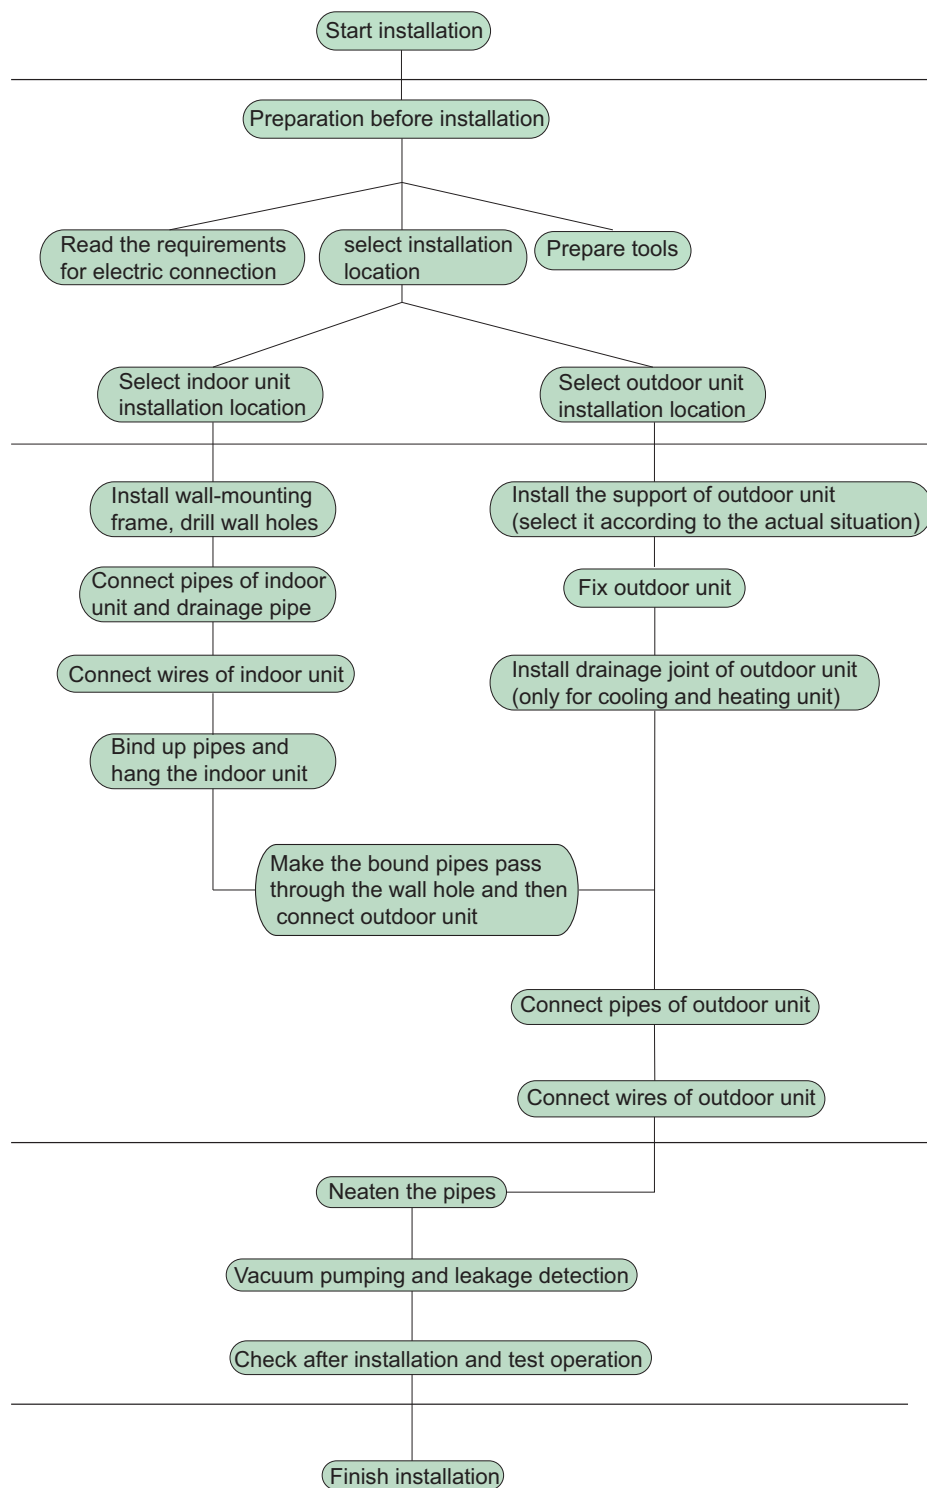 Start installation
Preparation before installation
Read the requirements
for electric connection
select installation
location
Prepare tools
Select indoor unit
installation location
Select outdoor unit
installation location
Install wall-mounting
frame, drill wall holes
Install the support of outdoor unit
(select it according to the actual situation)
Connect pipes of indoor
unit and drainage pipe
Fix outdoor unit
Connect wires of indoor unit
Install drainage joint of outdoor unit
(only for cooling and heating unit)
Bind up pipes and
hang the indoor unit
Make the bound pipes pass
through the wall hole and then
connect outdoor unit
Connect pipes of outdoor unit
Connect wires of outdoor unit
Neaten the pipes
Vacuum pumping and leakage detection
Check after installation and test operation
Finish installation